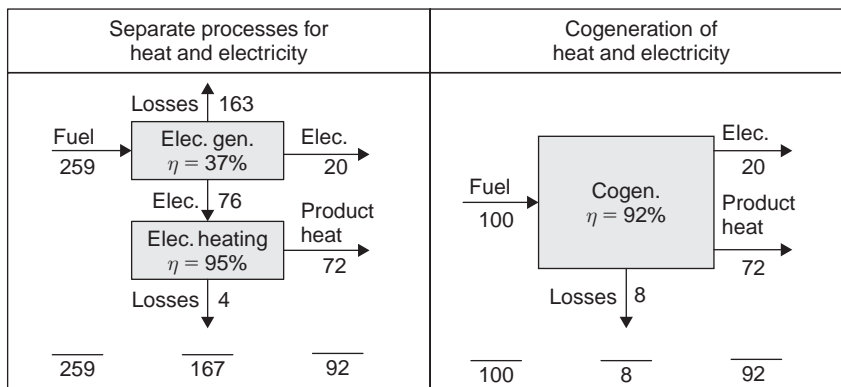 Separate processes for
heat and electricity
Cogeneration of
heat and electricity
Losses 163
Fuel
259
Elec. gen.
η = 37%
Elec.
20
Elec. 76
Elec. heating
η = 95%
Product
heat
72
Losses 4
259 167 92
Fuel
100
Cogen.
η = 92%
Elec.
20
Product
heat
72
Losses 8
100 8 92